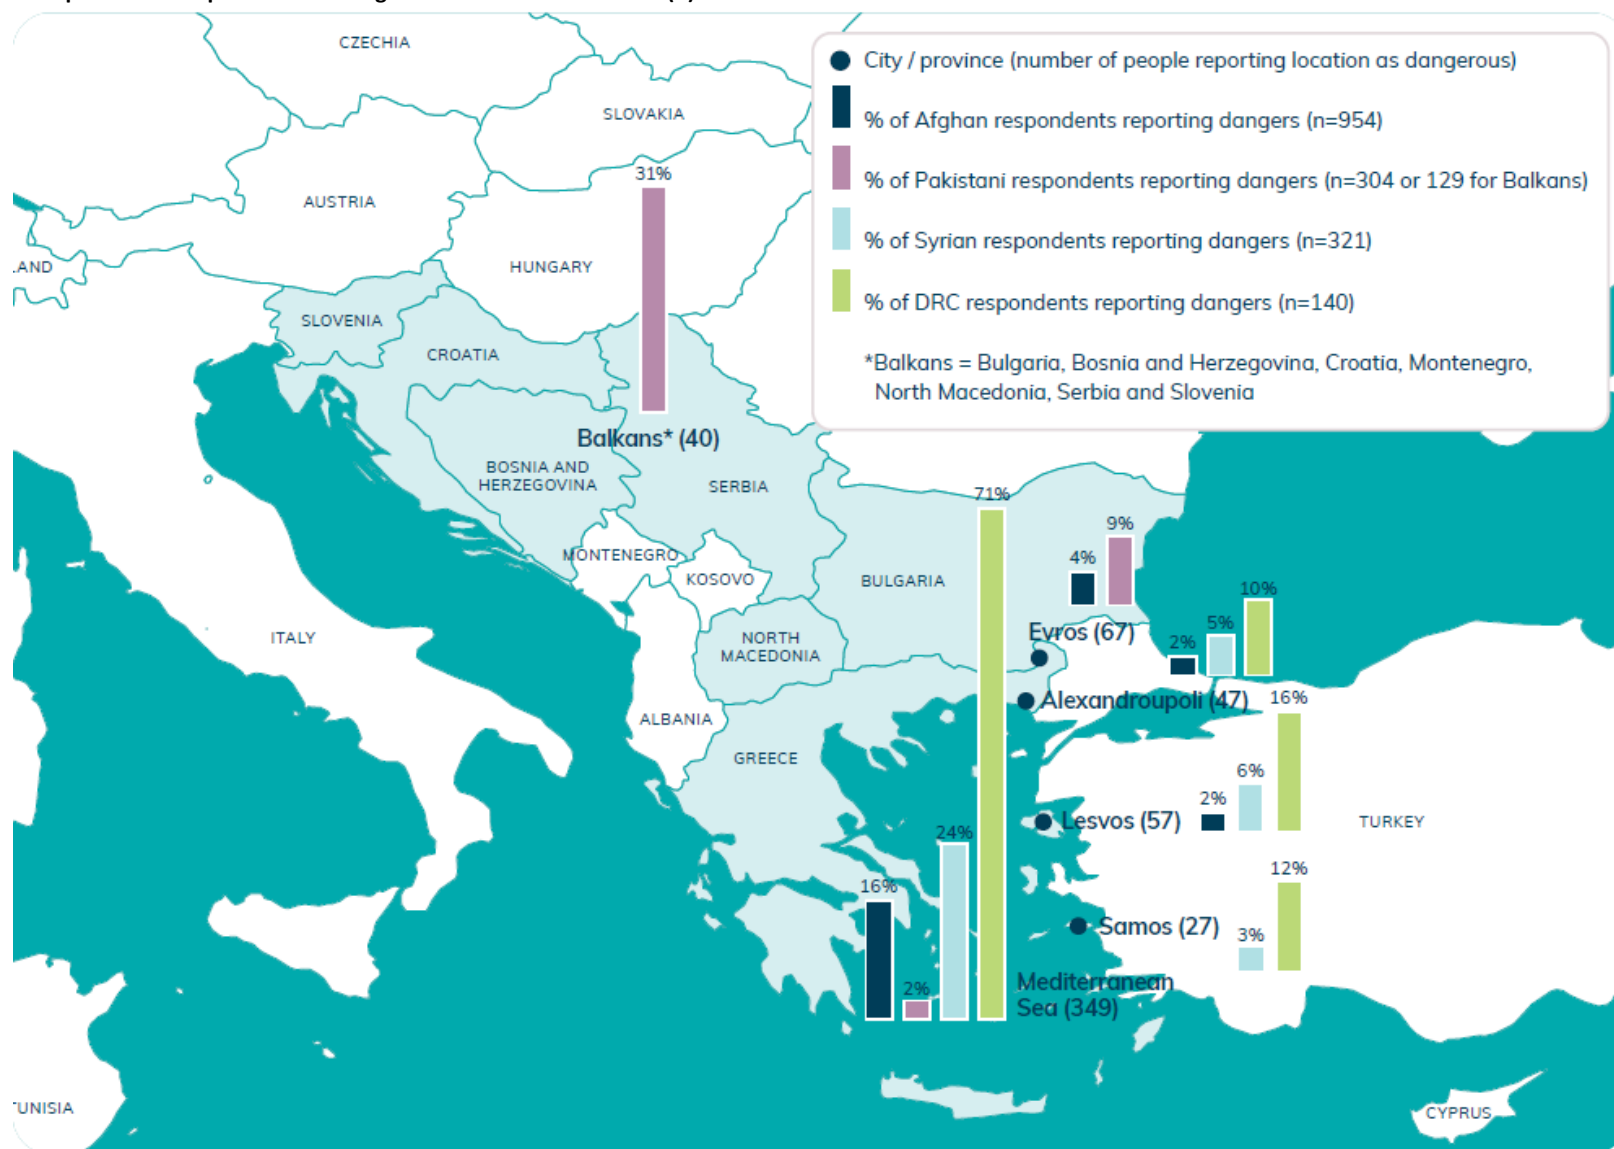 CZECHIA
SLOVAKIA
AUSTRIA
HUNGARY
SLOVENIA
CROATIA
BOSNIA AND
HERZEGOVINA
SERBIA
MONTENEGRO
KOSOVO
BULGARIA
NORTH
MACEDONIA
ITALY
ALBANIA
GREECE
TURKEY
CYPRUS
City / province (number of people reporting location as dangerous)
% of Afghan respondents reporting dangers (n=954)
% of Pakistani respondents reporting dangers (n=304 or 129 for Balkans)
% of Syrian respondents reporting dangers (n=321)
% of DRC respondents reporting dangers (n=140)
*Balkans = Bulgaria, Bosnia and Herzegovina, Croatia, Montenegro,
North Macedonia, Serbia and Slovenia
31%
Balkans* (40)
4%
9%
Evros (67)
2%
5%
10%
Alexandroupoli (47)
2%
6%
16%
Lesvos (57)
3%
12%
Samos (27)
16%
2%
24%
71%
Mediterranean
Sea (349)